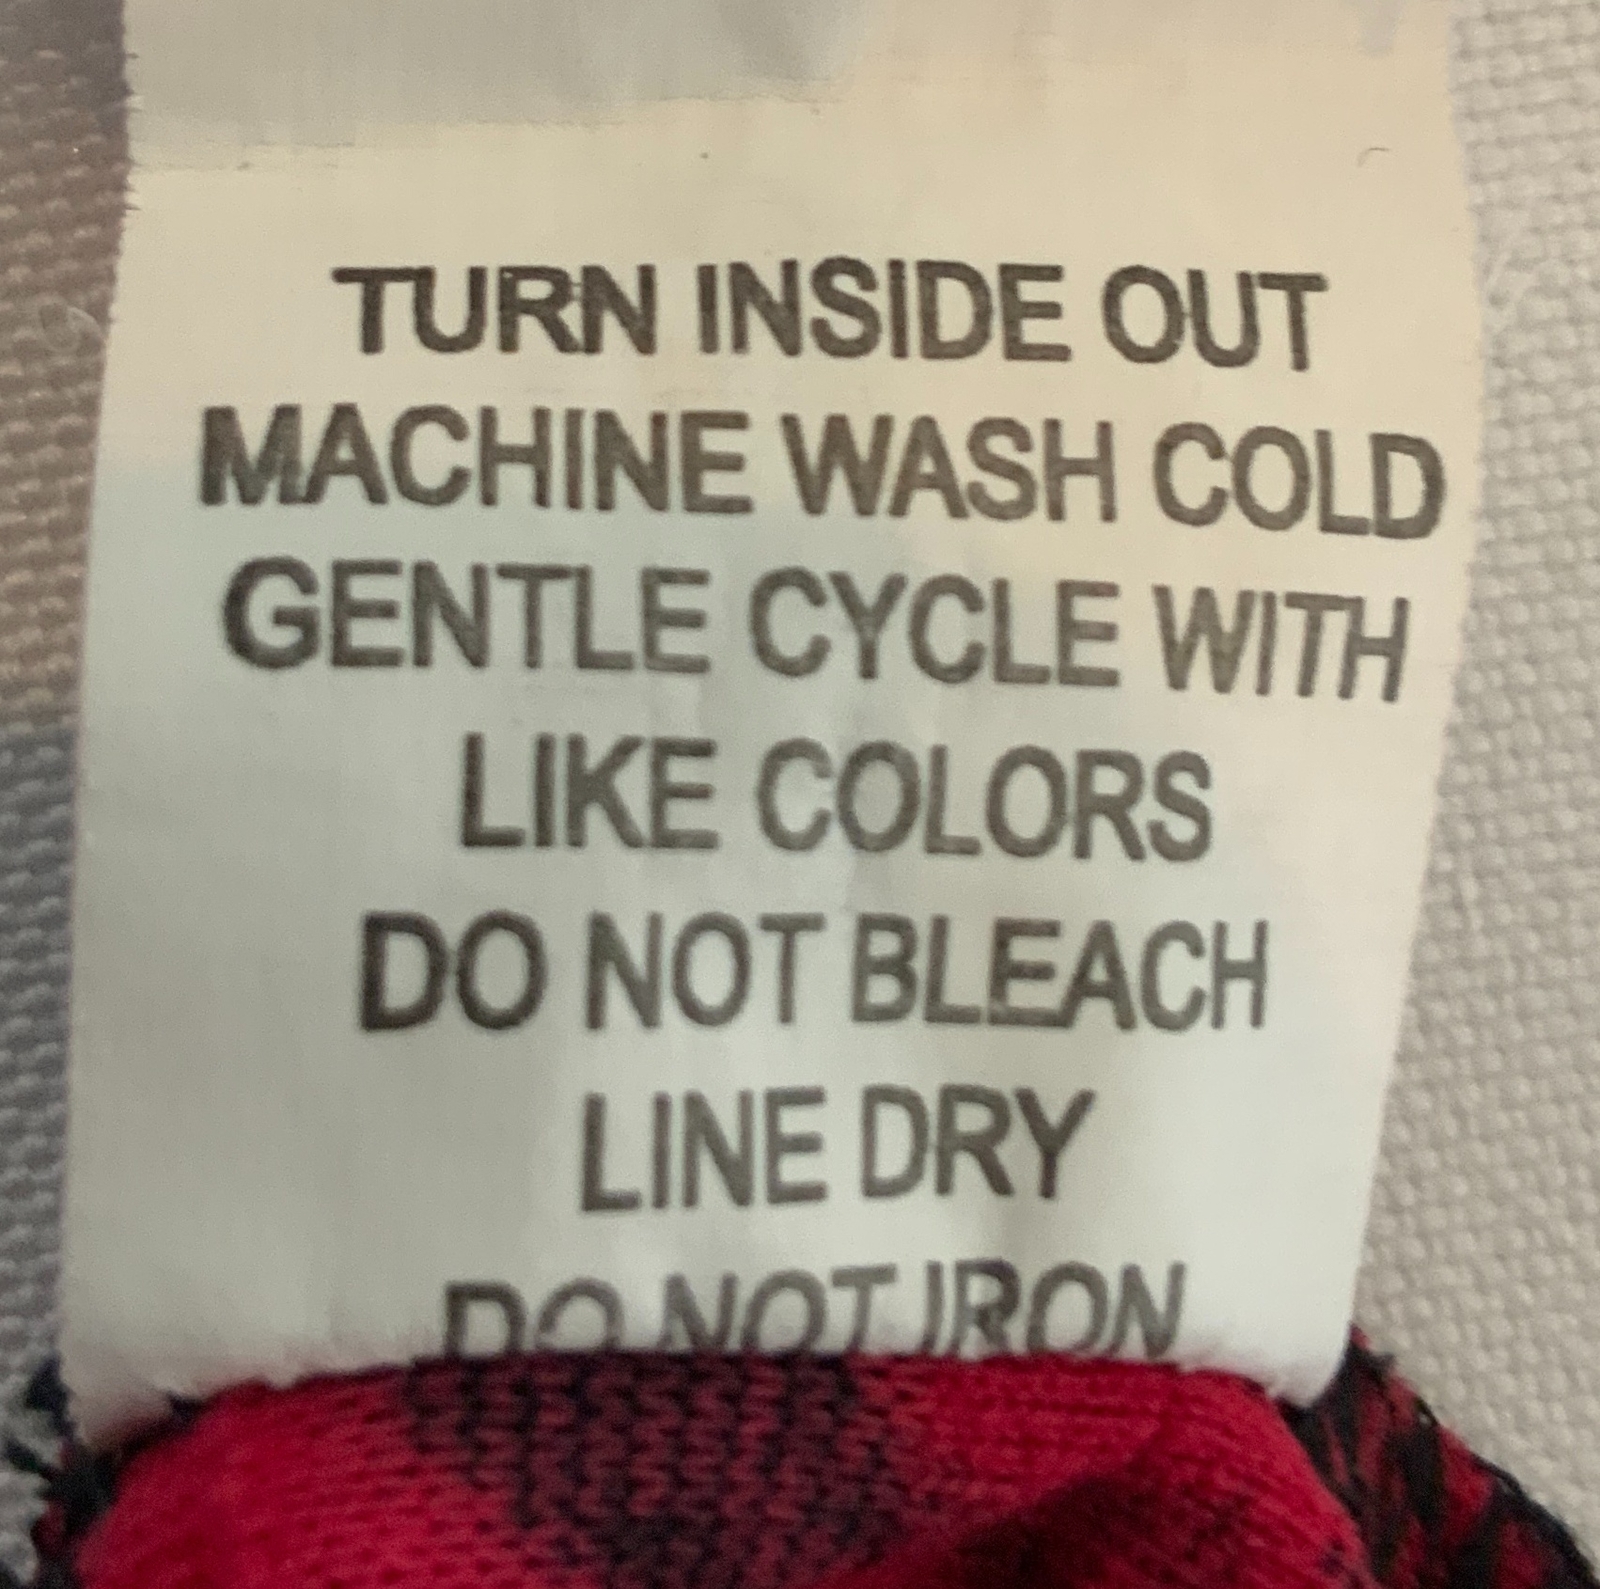 TURN INSIDE OUT
MACHINE WASH COLD
GENTLE CYCLE WITH
LIKE COLORS
DO NOT BLEACH
LINE DRY
DO NOT IRON